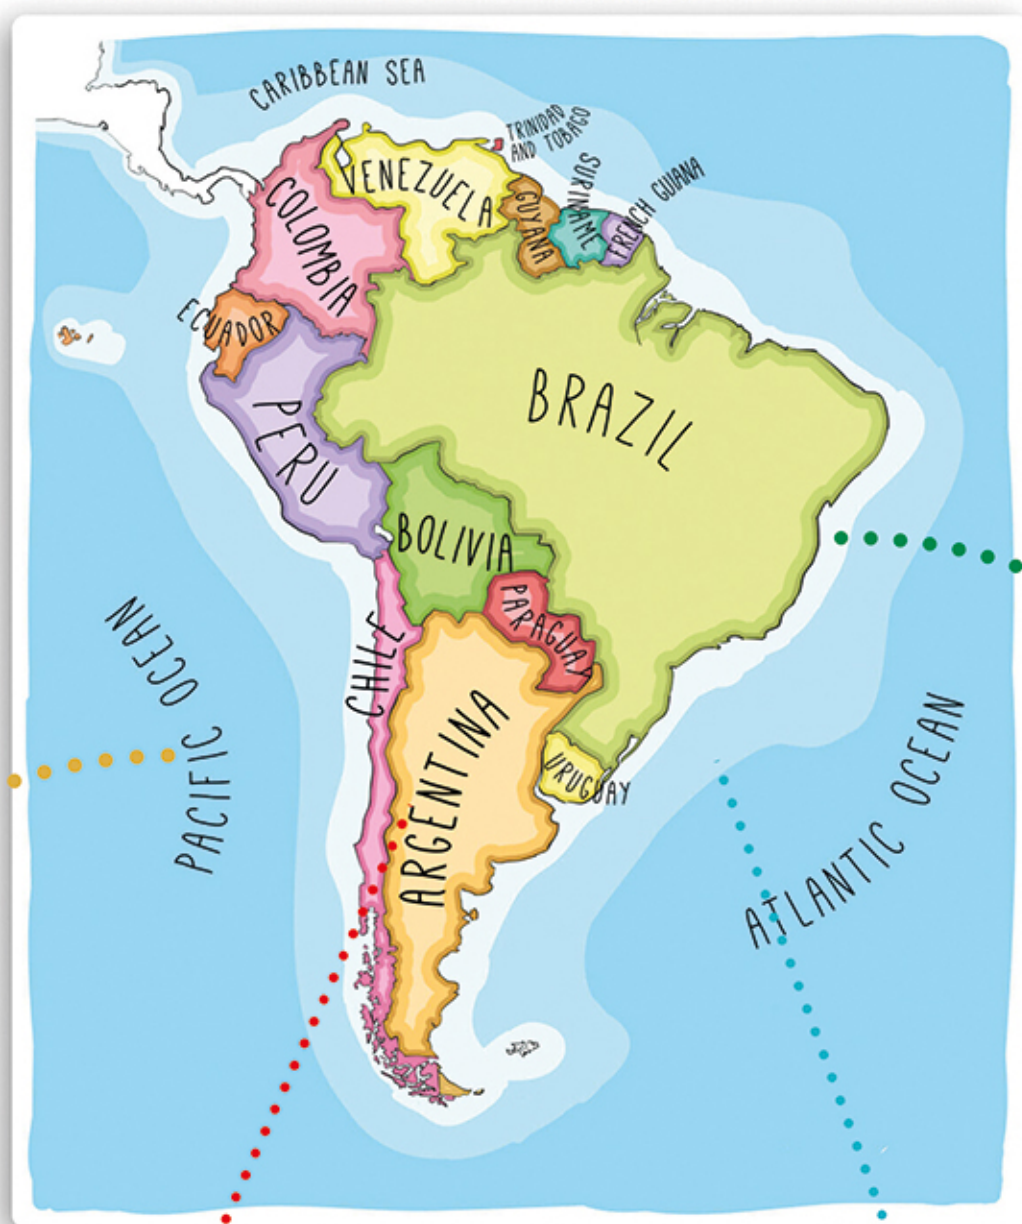 CARIBBEAN SEA
TRINIDAD
AND TOBAGO
VENEZUELA
COLOMBIA
GUYANA
SURINAME
FRENCH GUIANA
ECUADOR
PERU
BRAZIL
BOLIVIA
PARAGUAY
CHILE
PACIFIC OCEAN
ARGENTINA
URUGUAY
ATLANTIC OCEAN